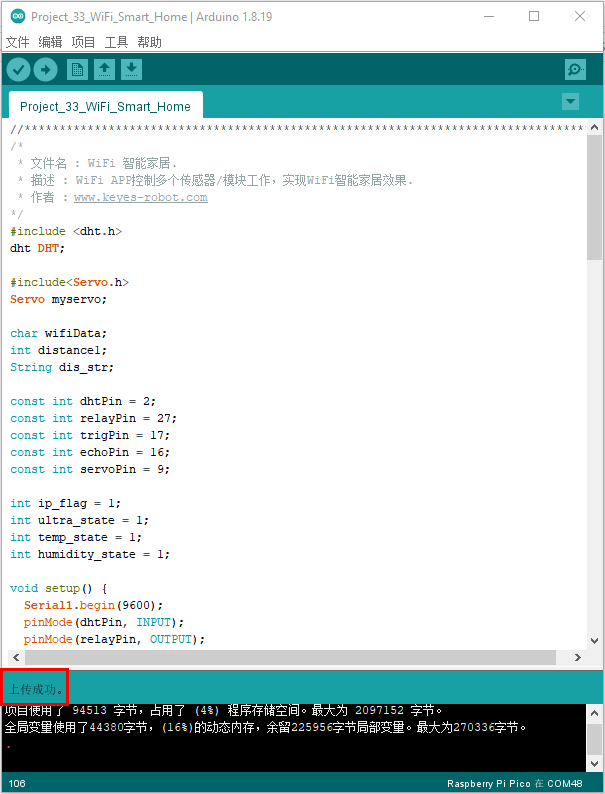 Project_33_WiFi_Smart_Home | Arduino 1.8.19
文件 编辑 项目 工具 帮助
Project_33_WiFi_Smart_Home
//********************************************************************************
/*
* 文件名 : WiFi 智能家居.
* 描述 : WiFi APP控制多个传感器/模块工作，实现WiFi智能家居效果.
* 作者 : www.keyes-robot.com
*/
#include <dht.h>
dht DHT;
#include<Servo.h>
Servo myservo;
char wifiData;
int distance1;
String dis_str;
const int dhtPin = 2;
const int relayPin = 27;
const int trigPin = 17;
const int echoPin = 16;
const int servoPin = 9;
int ip_flag = 1;
int ultra_state = 1;
int temp_state = 1;
int humidity_state = 1;
void setup() {
Serial1.begin(9600);
pinMode(dhtPin, INPUT);
pinMode(relayPin, OUTPUT);
上传成功。
项目使用了 94513 字节，占用了 (4%) 程序存储空间。最大为 2097152 字节。
全局变量使用了44380字节，(16%)的动态内存，余留225956字节局部变量。最大为270336字节。
.
106
Raspberry Pi Pico 在 COM48